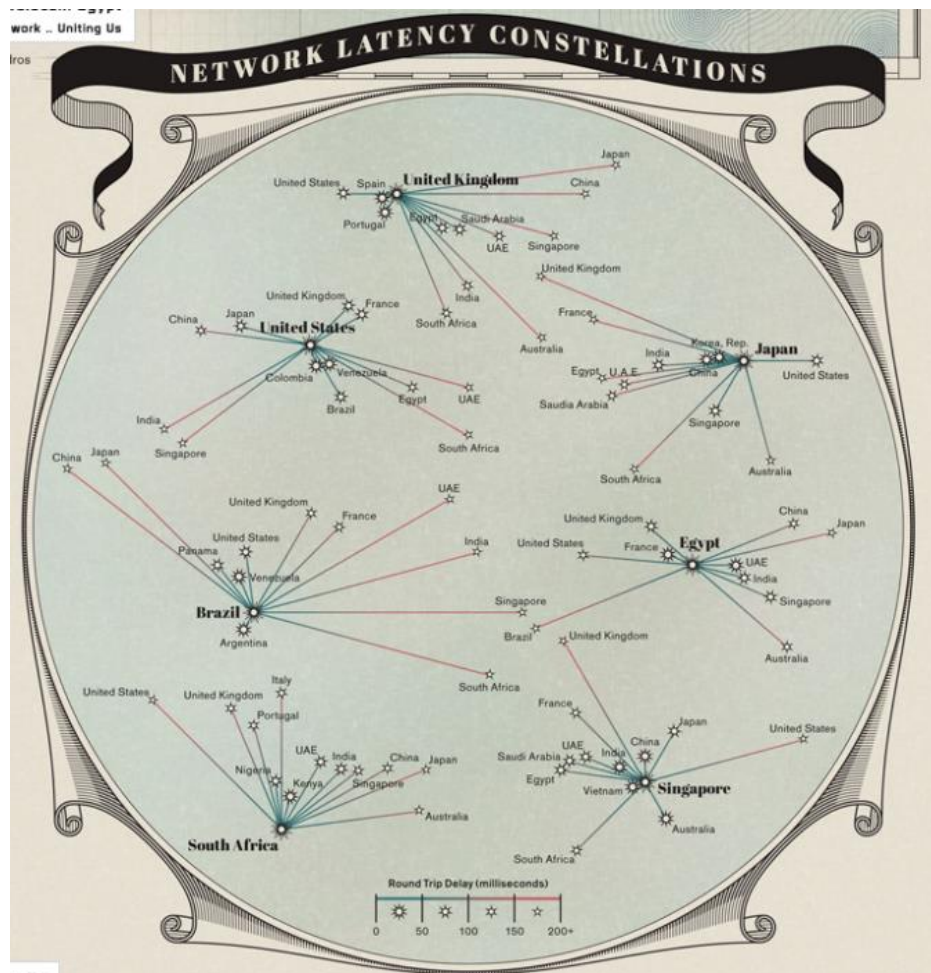 work .. Uniting Us
NETWORK LATENCY CONSTELLATIONS
Japan
United States
Spain
United Kingdom
China
Portugal
Egypt
Saudi Arabia
UAE
Singapore
India
South Africa
Australia
United Kingdom
France
China
Japan
United States
Colombia
Venezuela
Brazil
Egypt
UAE
India
Singapore
South Africa
United Kingdom
France
Korea, Rep.
Japan
India
China
United States
Egypt
U.A.E.
Saudia Arabia
Singapore
South Africa
Australia
China
Japan
UAE
United Kingdom
France
United States
Panama
Venezuela
India
Brazil
Argentina
Singapore
South Africa
United Kingdom
China
Japan
United States
France
Egypt
UAE
India
Singapore
Brazil
Australia
United States
United Kingdom
Italy
Portugal
UAE
India
China
Japan
Nigeria
Kenya
Singapore
Australia
South Africa
United Kingdom
France
Japan
United States
China
UAE
India
Saudi Arabia
Egypt
Vietnam
Singapore
Australia
South Africa
Round Trip Delay (milliseconds)
0 50 100 150 200+